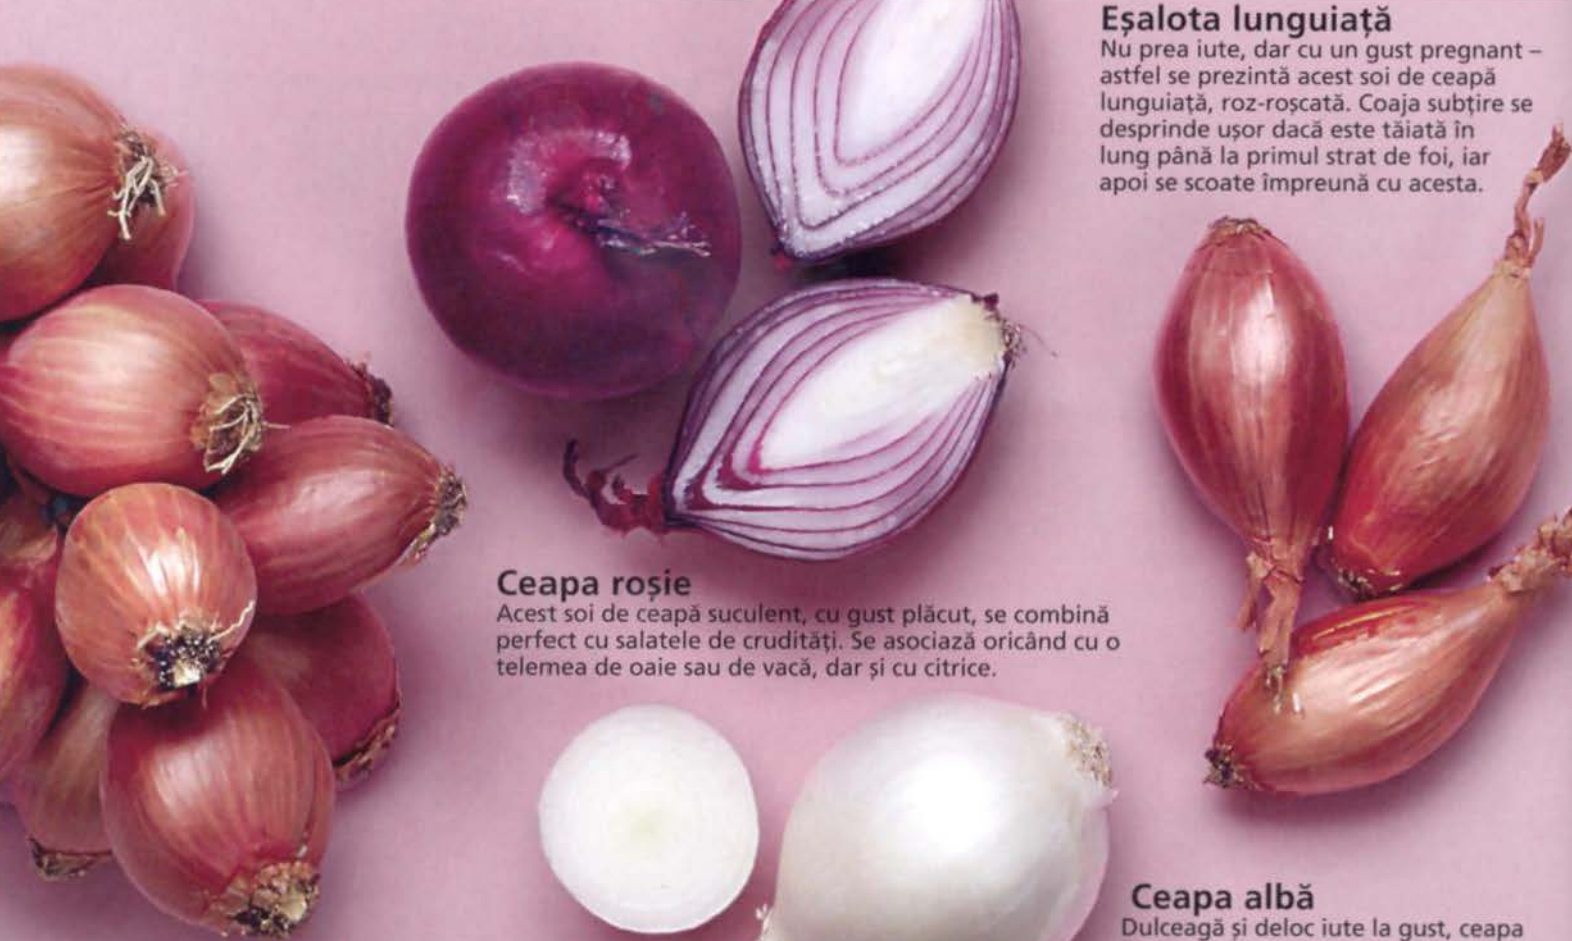 Eșalota lunguiață
Nu prea iute, dar cu un gust pregnant –
astfel se prezintă acest soi de ceapă
lunguiață, roz-roșcată. Coaja subțire se
desprinde ușor dacă este tăiată în
lung până la primul strat de foi, iar
apoi se scoate împreună cu acesta.
Ceapa roșie
Acest soi de ceapă suculent, cu gust plăcut, se combină
perfect cu salatele de crudități. Se asociază oricând cu o
telemea de oaie sau de vacă, dar și cu citrice.
Ceapa albă
Dulceagă și deloc iute la gust, ceapa